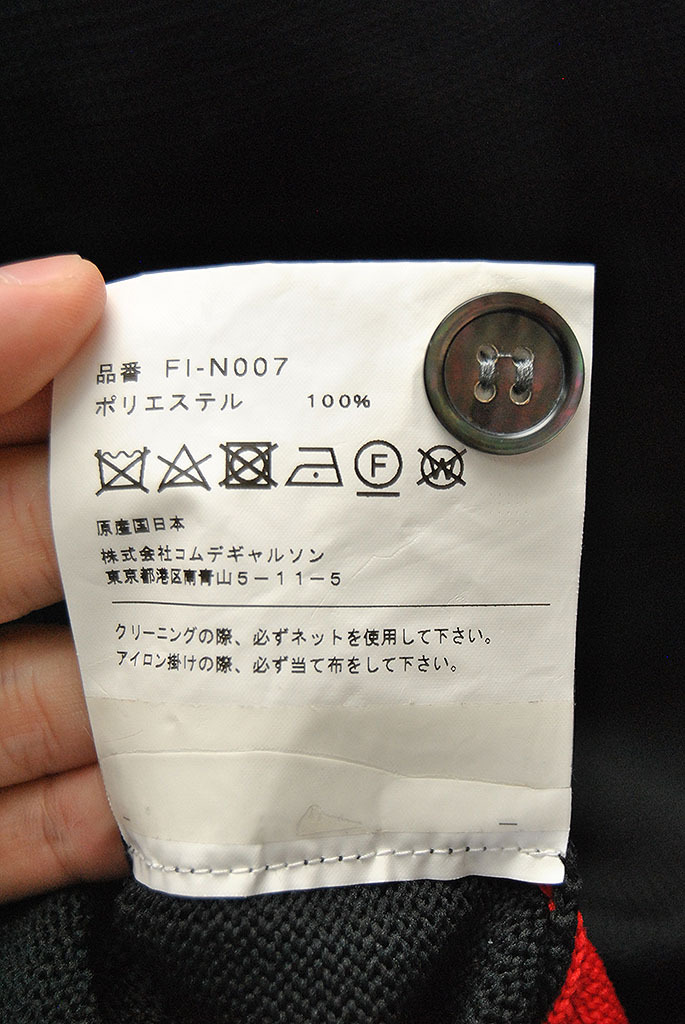 品番 FI-N007
ポリエステル 100%
F W
原産国日本
株式会社コムデギャルソン
東京都港区南青山5-11-5
クリーニングの際、必ずネットを使用して下さい。
アイロン掛けの際、必ず当て布をして下さい。